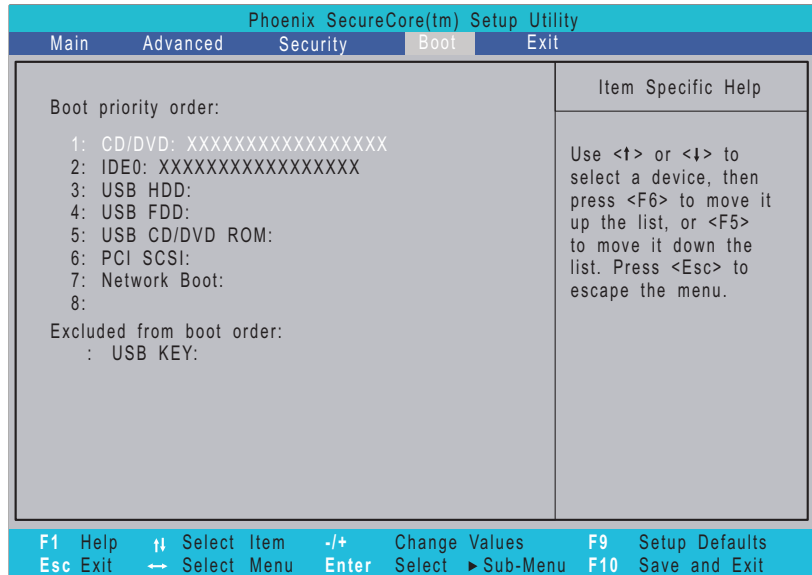 Phoenix SecureCore(tm) Setup Utility
Main Advanced Security Boot Exit
Boot priority order:
1: CD/DVD: XXXXXXXXXXXXXXXXX
2: IDE0: XXXXXXXXXXXXXXXXX
3: USB HDD:
4: USB FDD:
5: USB CD/DVD ROM:
6: PCI SCSI:
7: Network Boot:
8:
Excluded from boot order:
: USB KEY:
Item Specific Help
Use <↑> or <↓> to
select a device, then
press <F6> to move it
up the list, or <F5>
to move it down the
list. Press <Esc> to
escape the menu.
F1 Help ↑↓ Select Item -/+ Change Values F9 Setup Defaults
Esc Exit ↔ Select Menu Enter Select ►Sub-Menu F10 Save and Exit